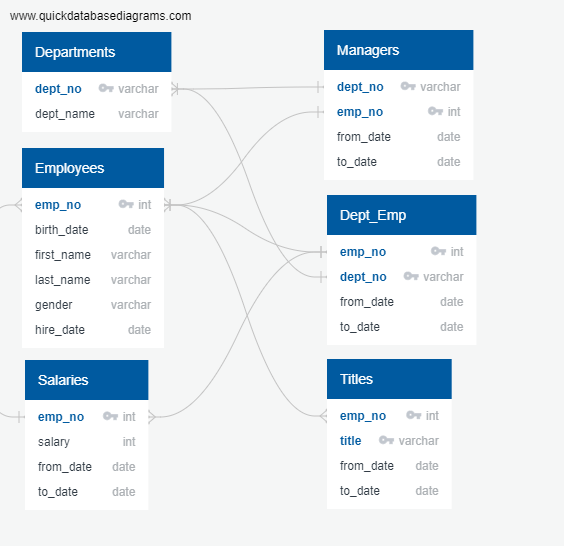 www.quickdatabasediagrams.com
Departments
dept_no varchar
dept_name varchar
Employees
emp_no int
birth_date date
first_name varchar
last_name varchar
gender varchar
hire_date date
Salaries
emp_no int
salary int
from_date date
to_date date
Managers
dept_no varchar
emp_no int
from_date date
to_date date
Dept_Emp
emp_no int
dept_no varchar
from_date date
to_date date
Titles
emp_no int
title varchar
from_date date
to_date date